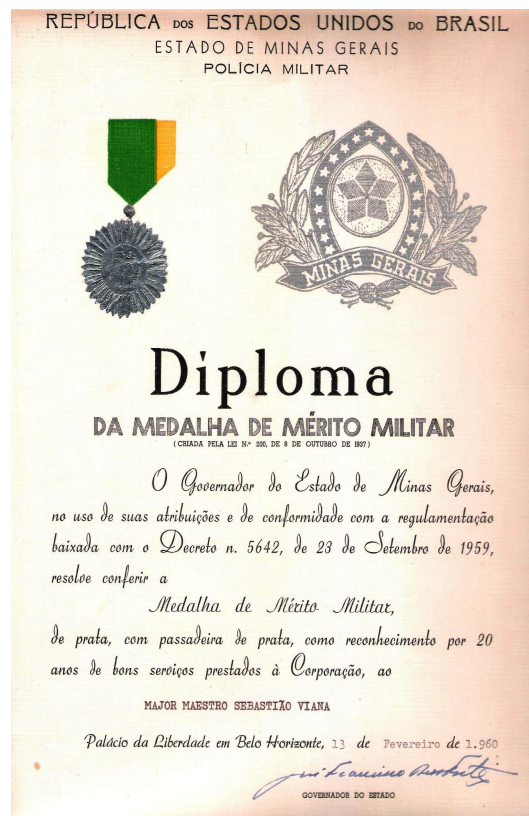 REPÚBLICA DOS ESTADOS UNIDOS DO BRASIL
ESTADO DE MINAS GERAIS
POLÍCIA MILITAR
MINAS GERAIS
Diploma
DA MEDALHA DE MÉRITO MILITAR
(CRIADA PELA LEI N.º 200, DE 8 DE OUTUBRO DE 1937)
O Governador do Estado de Minas Gerais,
no uso de suas atribuições e de conformidade com a regulamentação
baixada com o Decreto n. 5642, de 23 de Setembro de 1959,
resolve conferir a
Medalha de Mérito Militar,
de prata, com passadeira de prata, como reconhecimento por 20
anos de bons serviços prestados à Corporação, ao
MAJOR MAESTRO SEBASTIÃO VIANA
Palácio da Liberdade em Belo Horizonte, 13 de Fevereiro de 1.960
GOVERNADOR DO ESTADO